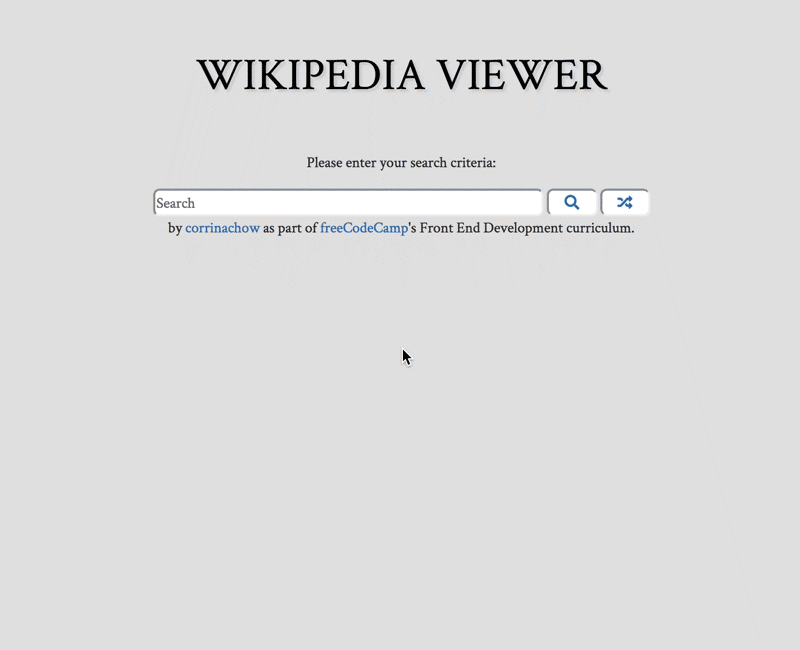 WIKIPEDIA VIEWER
Please enter your search criteria:
Search
by corrinachow as part of freeCodeCamp's Front End Development curriculum.